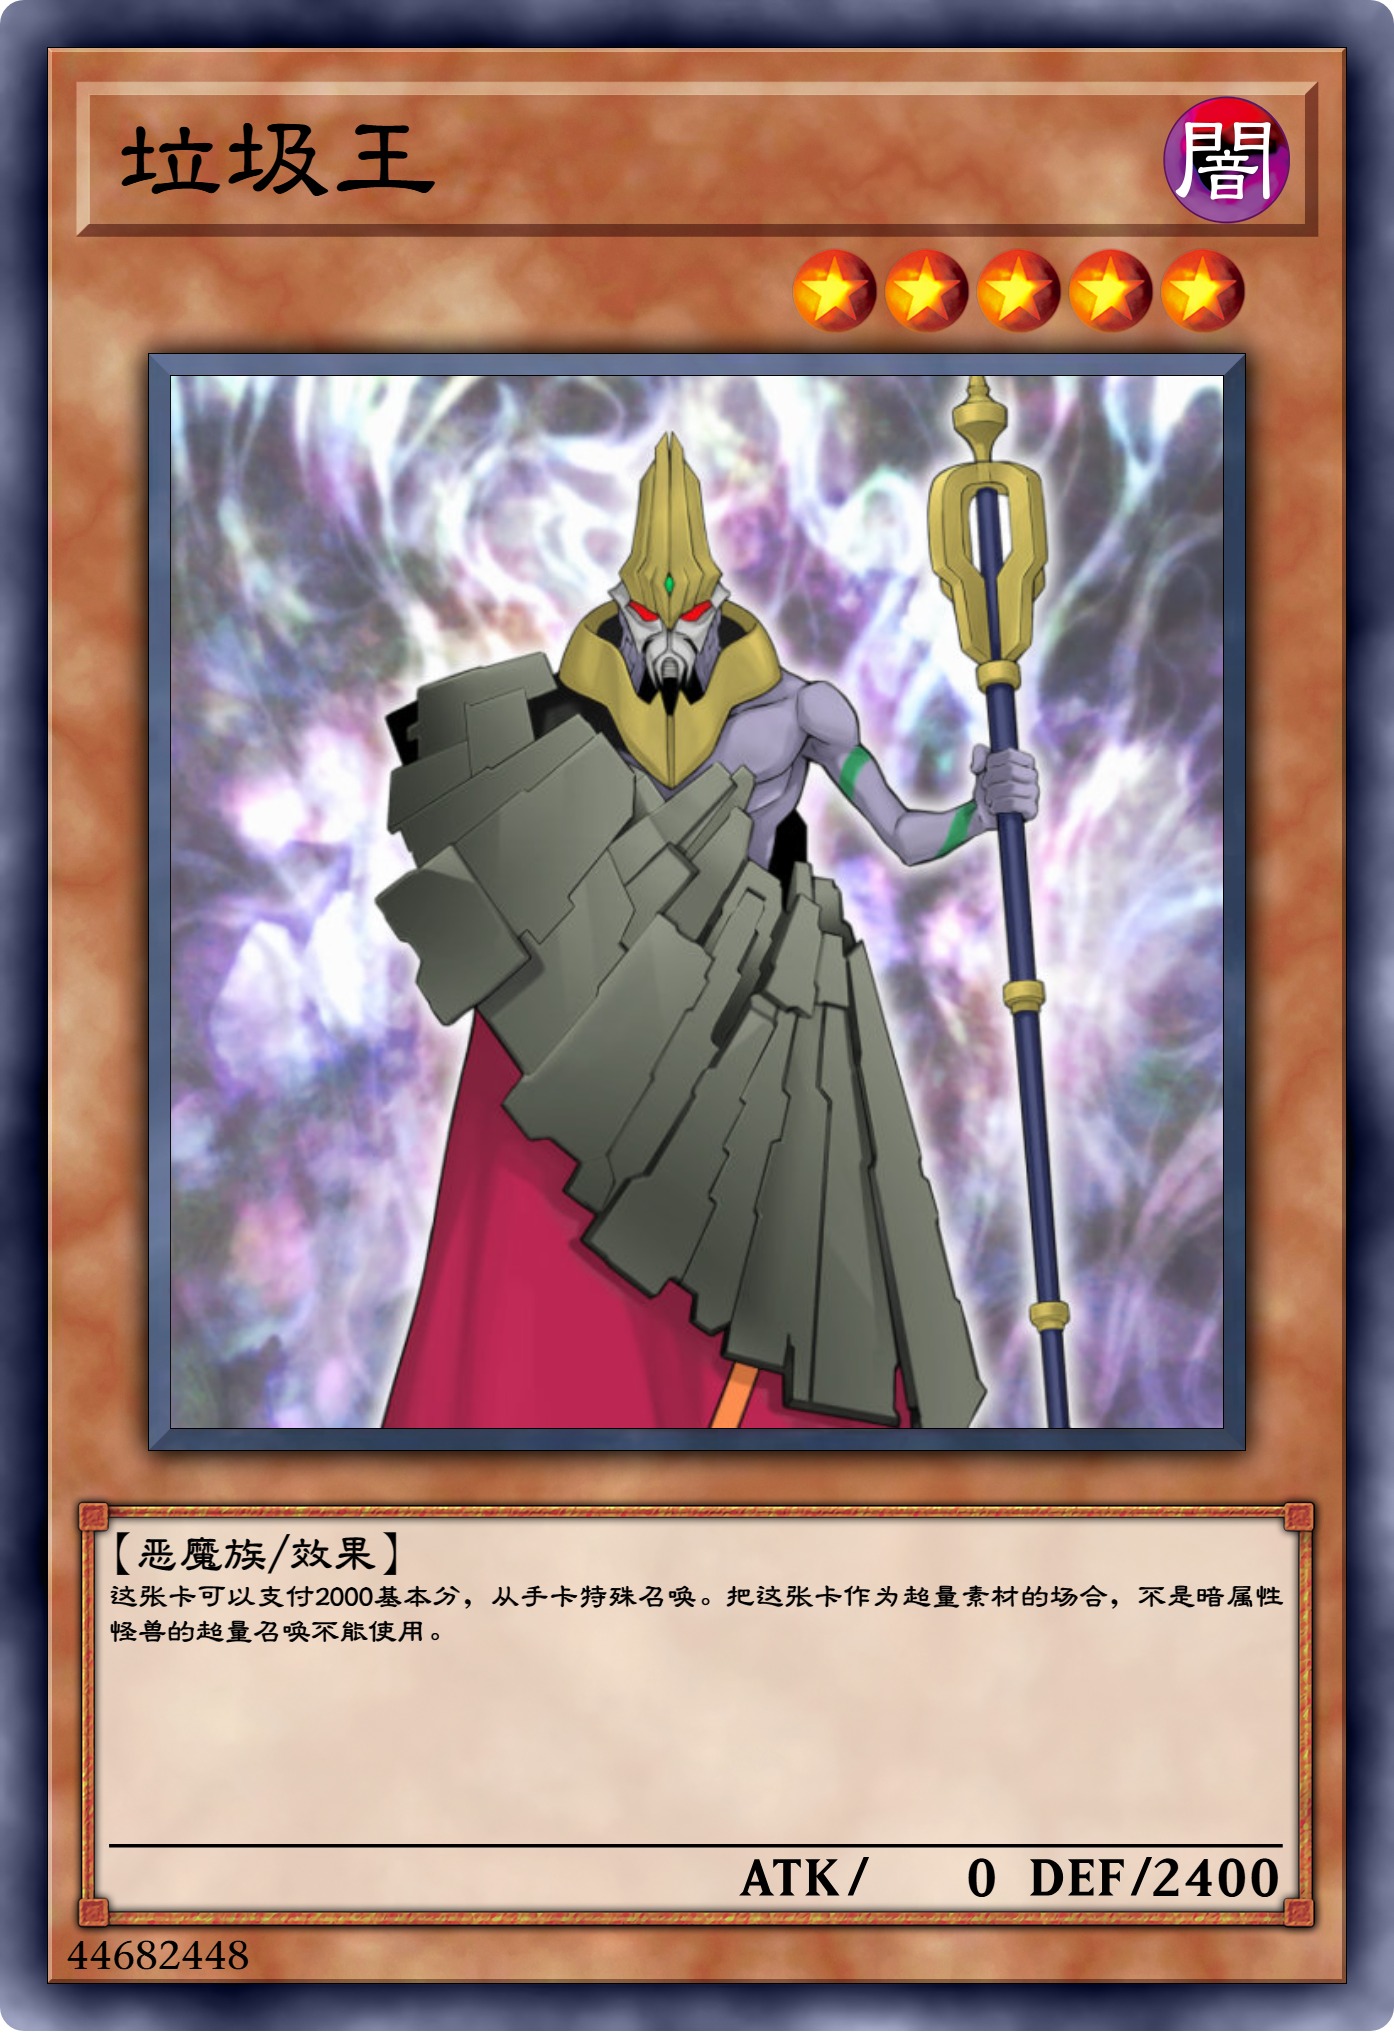 垃圾王
闇
【恶魔族/效果】
这张卡可以支付2000基本分，从手卡特殊召唤。把这张卡作为超量素材的场合，不是暗属性
怪兽的超量召唤不能使用。
ATK/ 0 DEF/2400
44682448